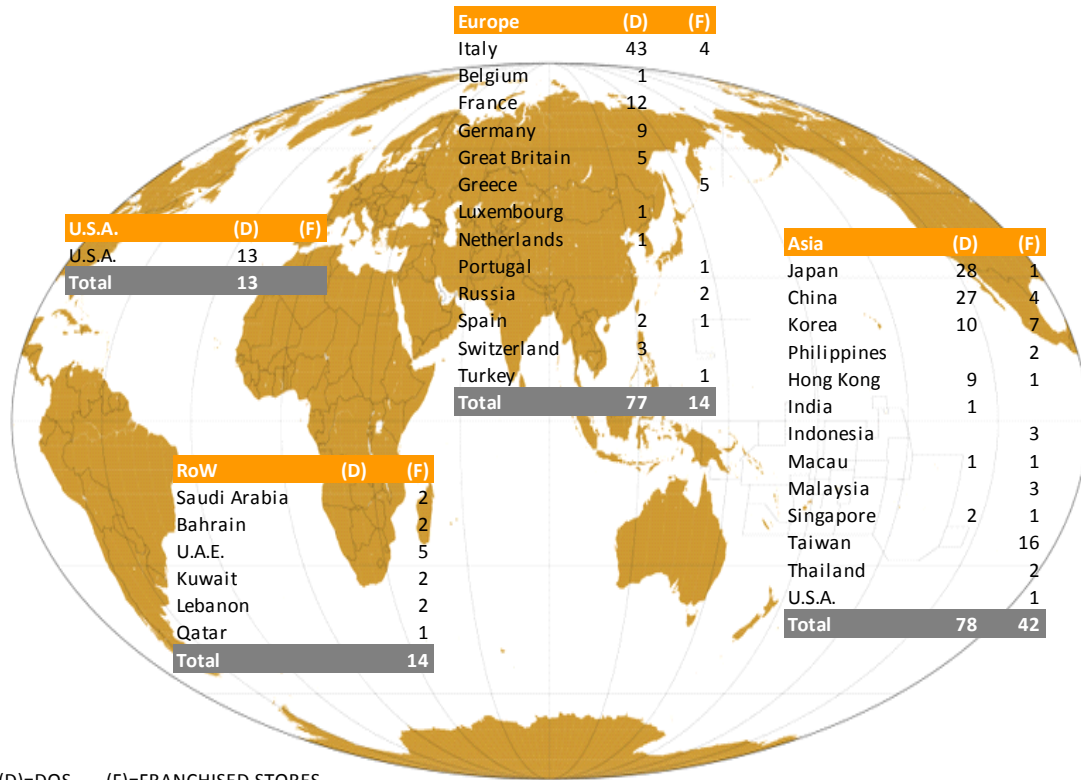 Europe (D) (F)
Italy 43 4
Belgium 1
France 12
Germany 9
Great Britain 5
Greece 5
Luxembourg 1
Netherlands 1
Portugal 1
Russia 2
Spain 2 1
Switzerland 3
Turkey 1
Total 77 14
U.S.A. (D) (F)
U.S.A. 13
Total 13
Asia (D) (F)
Japan 28 1
China 27 4
Korea 10 7
Philippines 2
Hong Kong 9 1
India 1
Indonesia 3
Macau 1 1
Malaysia 3
Singapore 2 1
Taiwan 16
Thailand 2
U.S.A. 1
Total 78 42
RoW (D) (F)
Saudi Arabia 2
Bahrain 2
U.A.E. 5
Kuwait 2
Lebanon 2
Qatar 1
Total 14
(D)=DOS (F)=FRANCHISED STORES